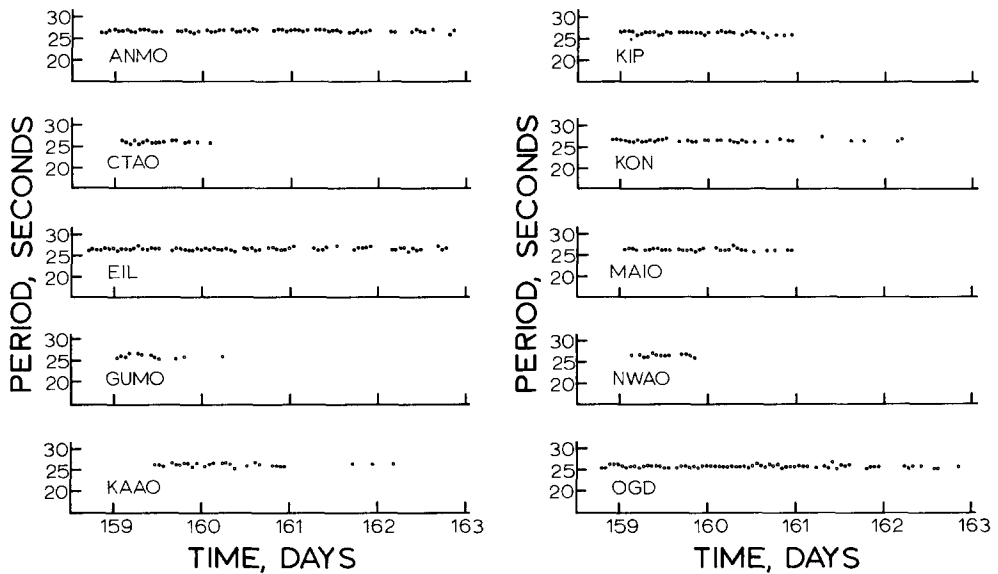 PERIOD, SECONDS
30
25
20
ANMO
30
25
20
CTAO
30
25
20
EIL
30
25
20
GUMO
30
25
20
KAAO
159 160 161 162 163
TIME, DAYS
PERIOD, SECONDS
30
25
20
KIP
30
25
20
KON
30
25
20
MAIO
30
25
20
NWAO
30
25
20
OGD
159 160 161 162 163
TIME, DAYS